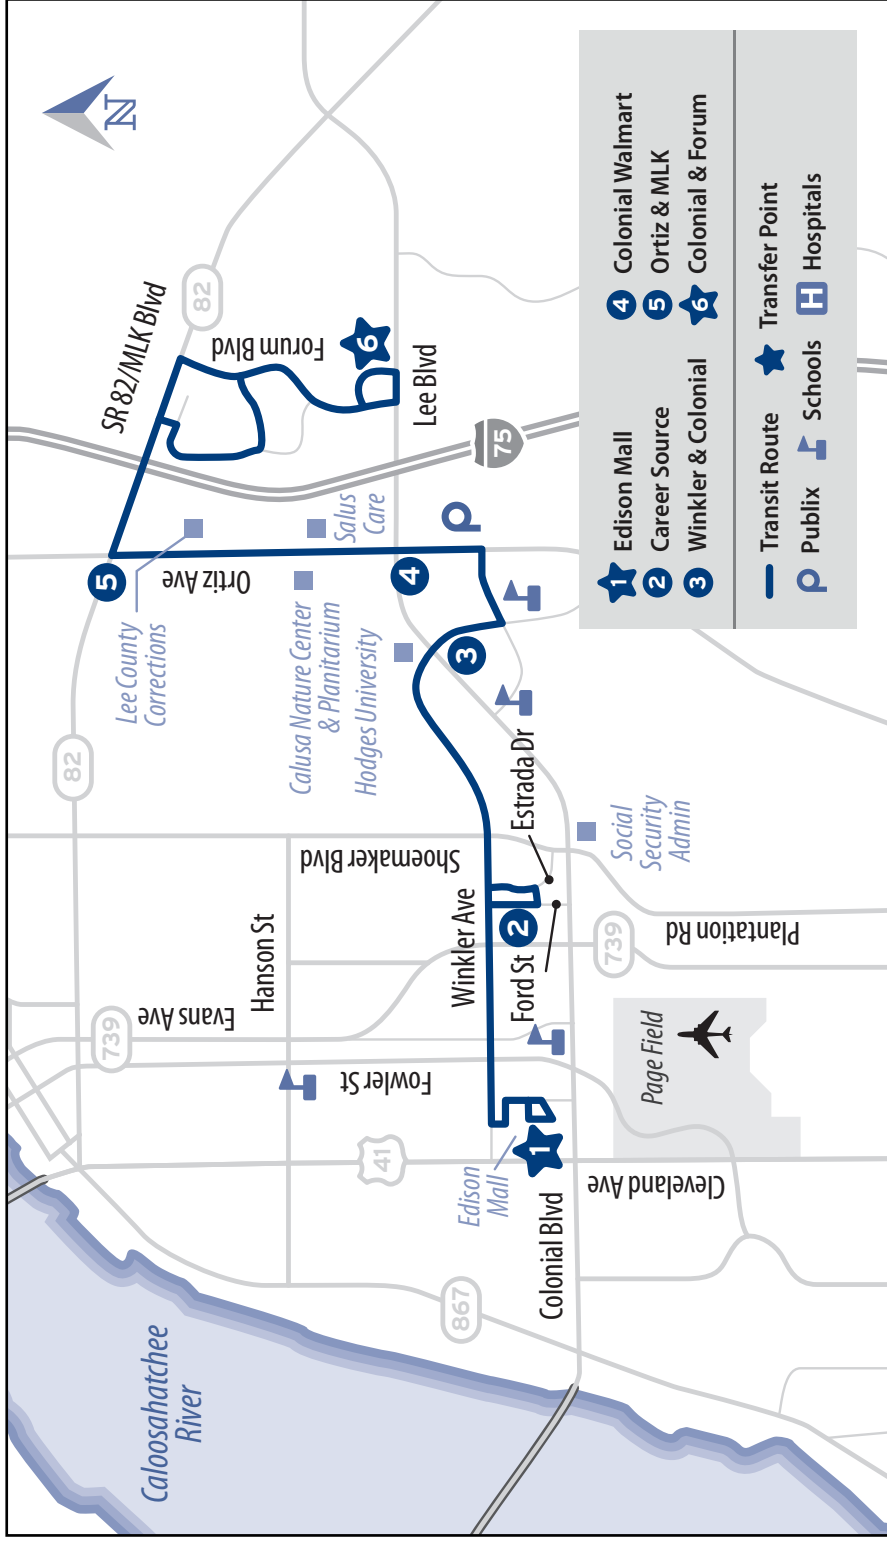 N
SR 82/MLK Blvd
82
Forum Blvd
6
Lee Blvd
75
5
Ortiz Ave
Lee County
Corrections
Salus
Care
4
Calusa Nature Center
& Planitarium
Hodges University
3
82
Shoemaker Blvd
Estrada Dr
Social
Security
Admin
Winkler Ave
2
Ford St
739
Plantation Rd
Hanson St
Evans Ave
739
Fowler St
Page Field
41
Edison
Mall
1
Cleveland Ave
Colonial Blvd
867
Caloosahatchee
River
1 Edison Mall
2 Career Source
3 Winkler & Colonial
4 Colonial Walmart
5 Ortiz & MLK
6 Colonial & Forum
Transit Route
Transfer Point
Publix
Schools
H Hospitals